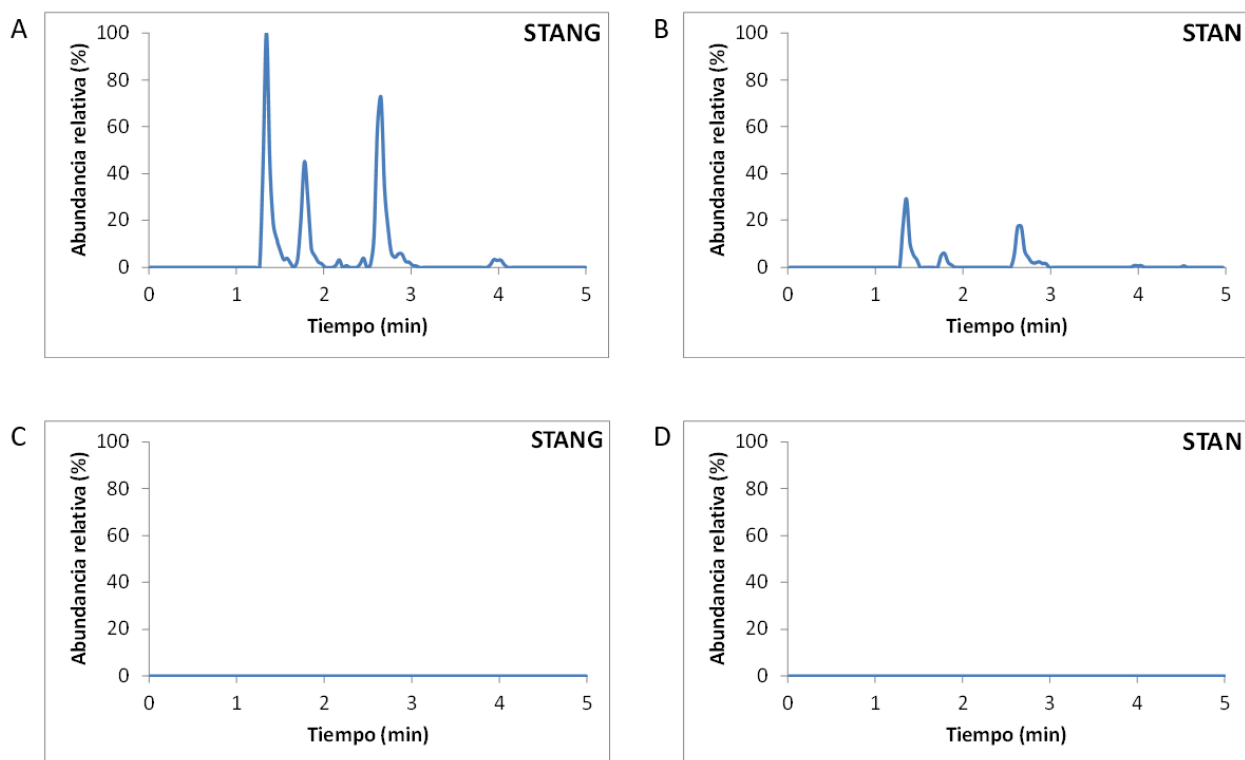 A
STANG
Abundancia relativa (%)
100
80
60
40
20
0
0 1 2 3 4 5
Tiempo (min)
B
STAN
Abundancia relativa (%)
100
80
60
40
20
0
0 1 2 3 4 5
Tiempo (min)
C
STANG
Abundancia relativa (%)
100
80
60
40
20
0
0 1 2 3 4 5
Tiempo (min)
D
STAN
Abundancia relativa (%)
100
80
60
40
20
0
0 1 2 3 4 5
Tiempo (min)